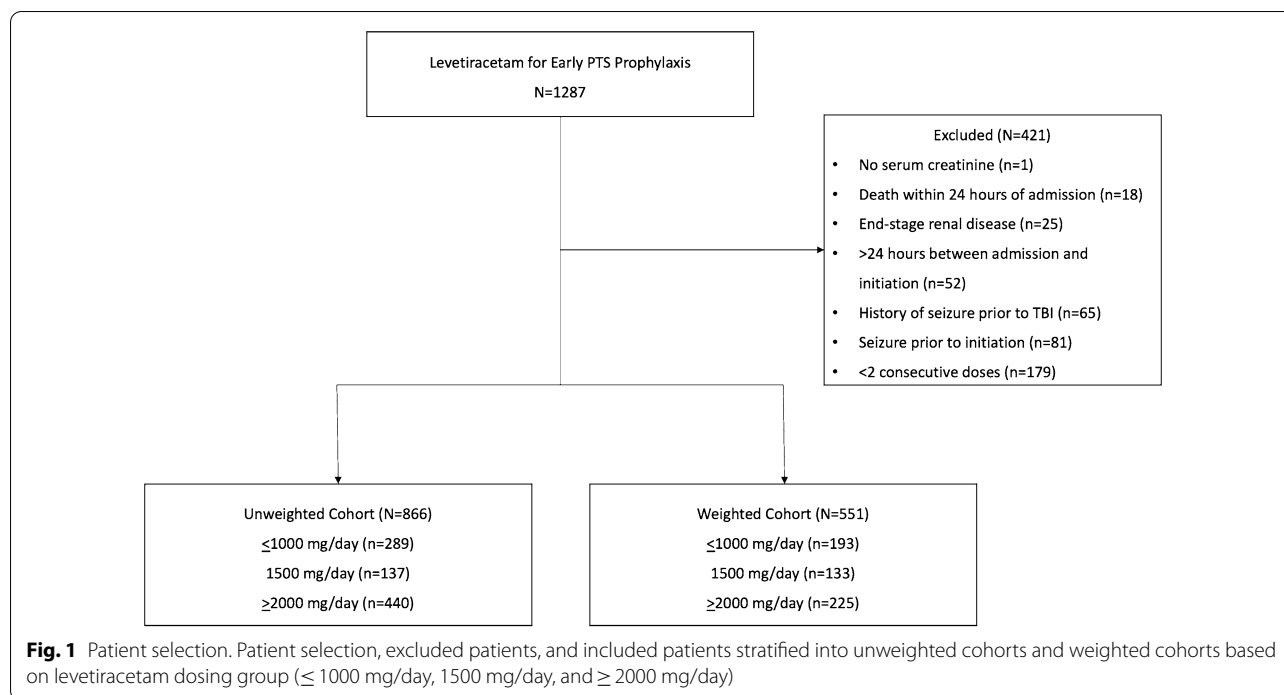 Levetiracetam for Early PTS Prophylaxis
N=1287
Excluded (N=421)
• No serum creatinine (n=1)
• Death within 24 hours of admission (n=18)
• End-stage renal disease (n=25)
• >24 hours between admission and
initiation (n=52)
• History of seizure prior to TBI (n=65)
• Seizure prior to initiation (n=81)
• <2 consecutive doses (n=179)
Unweighted Cohort (N=866)
≤1000 mg/day (n=289)
1500 mg/day (n=137)
≥2000 mg/day (n=440)
Weighted Cohort (N=551)
≤1000 mg/day (n=193)
1500 mg/day (n=133)
≥2000 mg/day (n=225)
Fig. 1 Patient selection. Patient selection, excluded patients, and included patients stratified into unweighted cohorts and weighted cohorts based
on levetiracetam dosing group (≤ 1000 mg/day, 1500 mg/day, and ≥ 2000 mg/day)